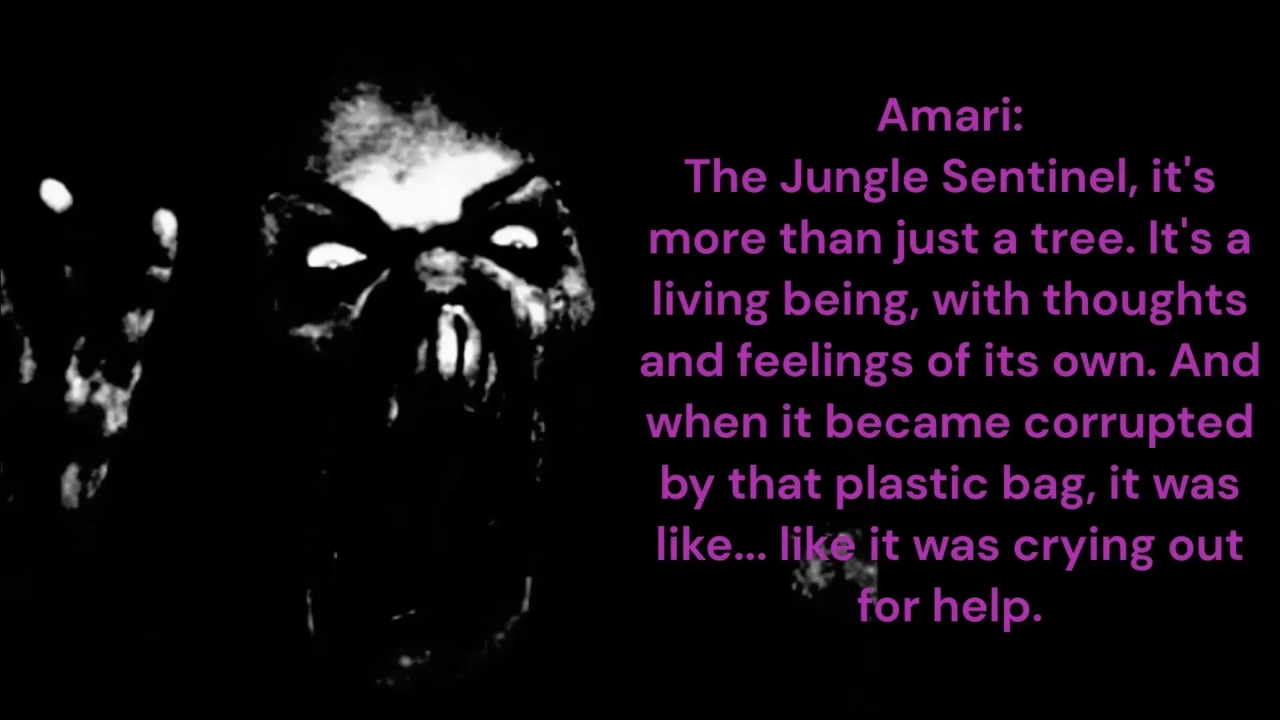 Amari:
The Jungle Sentinel, it's
more than just a tree. It's a
living being, with thoughts
and feelings of its own. And
when it became corrupted
by that plastic bag, it was
like... like it was crying out
for help.